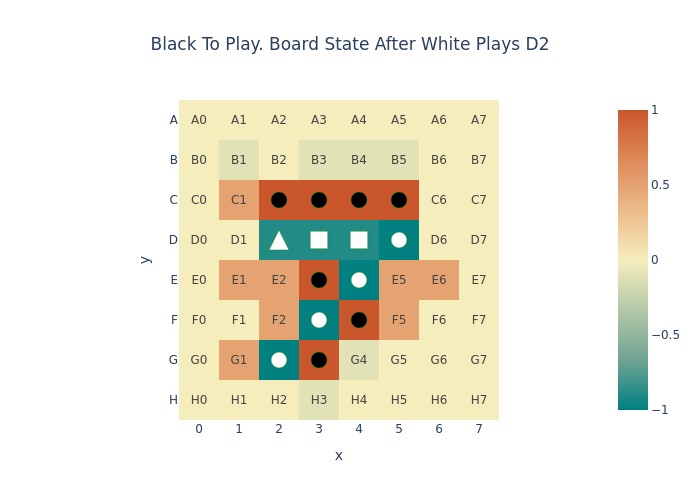 Black To Play. Board State After White Plays D2
A A0 A1 A2 A3 A4 A5 A6 A7
B B0 B1 B2 B3 B4 B5 B6 B7
C C0 C1 C6 C7
D D0 D1 D6 D7
E E0 E1 E2 E5 E6 E7
F F0 F1 F2 F5 F6 F7
G G0 G1 G4 G5 G6 G7
H H0 H1 H2 H3 H4 H5 H6 H7
0 1 2 3 4 5 6 7
x
y
1
0.5
0
−0.5
−1